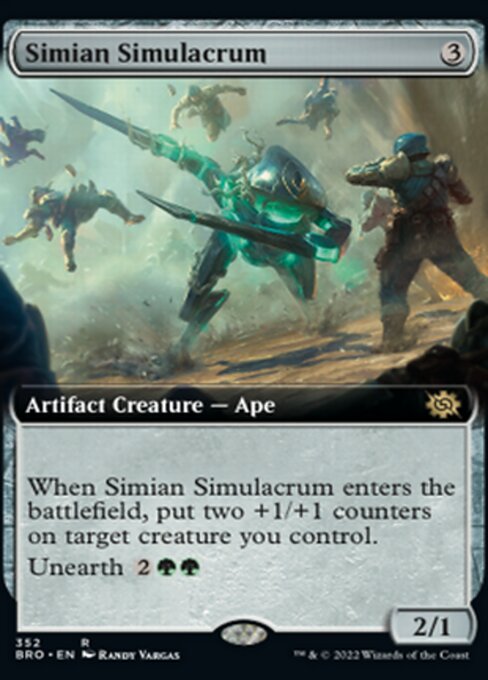 Simian Simulacrum 3
Artifact Creature — Ape
When Simian Simulacrum enters the
battlefield, put two +1/+1 counters
on target creature you control.
Unearth 2
2/1
352 R
BRO • EN RANDY VARGAS
™ & © 2022 Wizards of the Coast